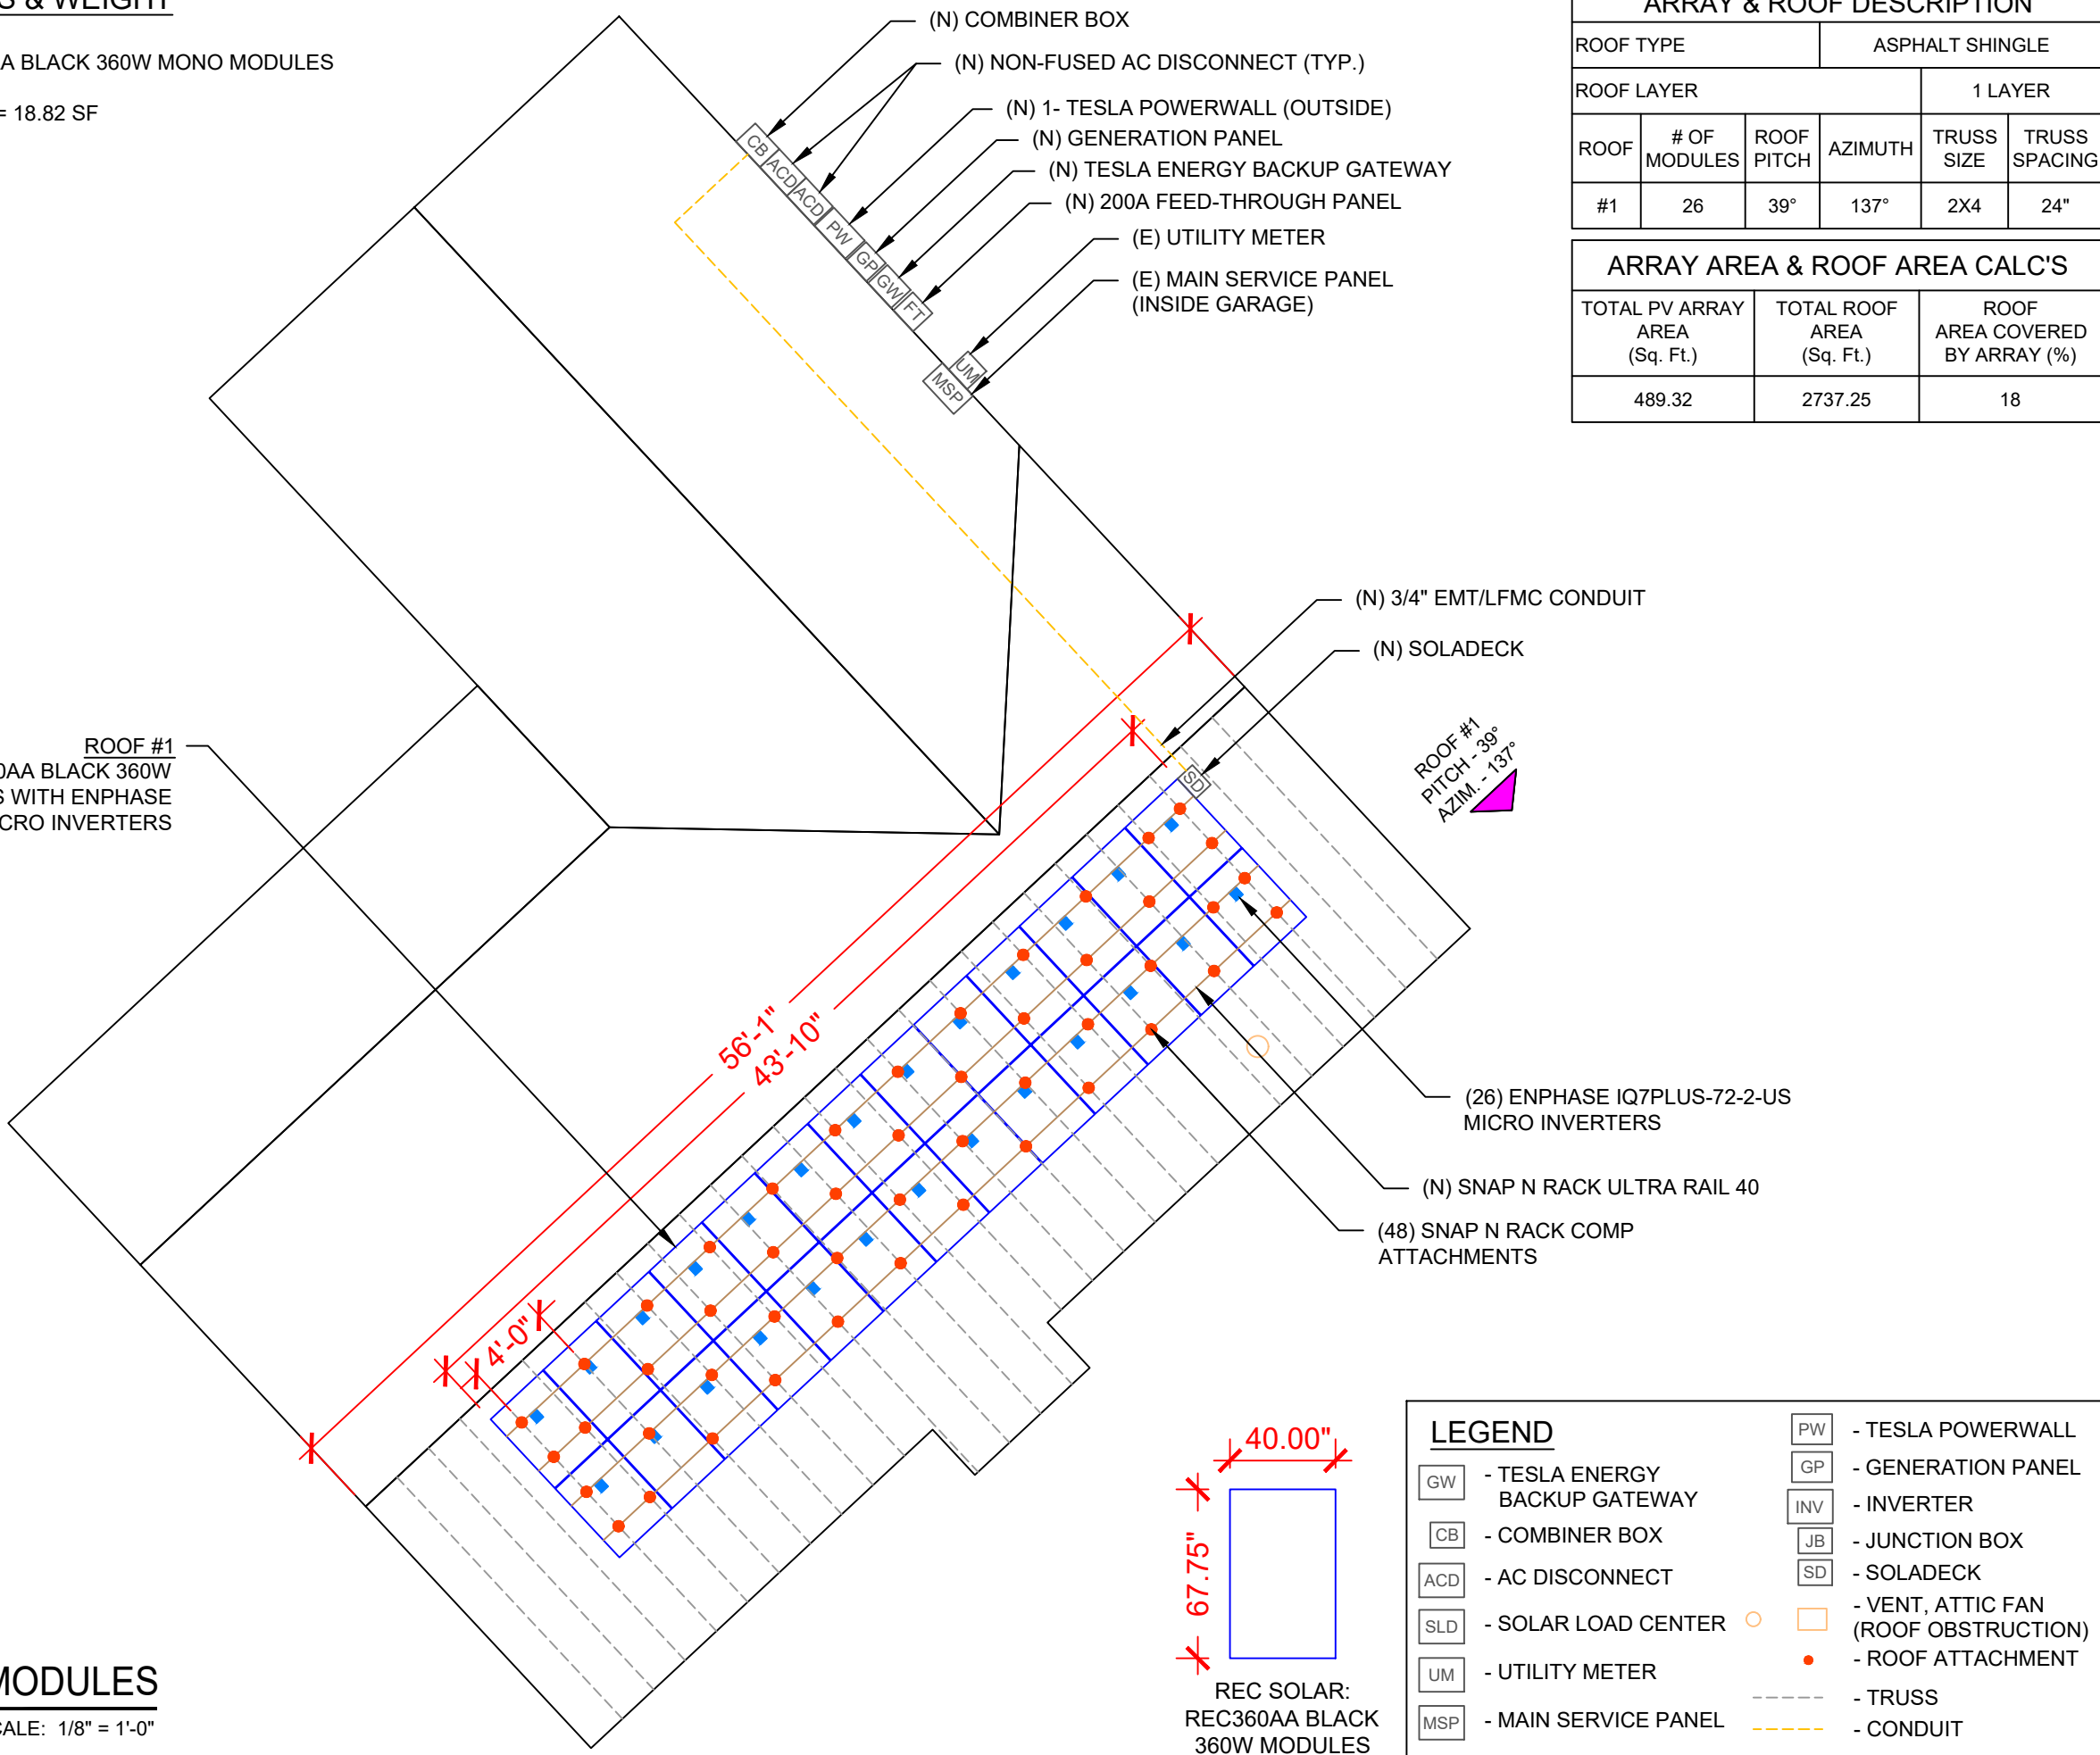 & WEIGHT
BLACK 360W MONO MODULES
= 18.82 SF
(N) COMBINER BOX
(N) NON-FUSED AC DISCONNECT (TYP.)
(N) 1- TESLA POWERWALL (OUTSIDE)
(N) GENERATION PANEL
(N) TESLA ENERGY BACKUP GATEWAY
(N) 200A FEED-THROUGH PANEL
(E) UTILITY METER
(E) MAIN SERVICE PANEL
(INSIDE GARAGE)
CB
ACD
ACD
PW
GP
GW
FT
UM
MSP
ARRAY & ROOF DESCRIPTION
ROOF TYPE ASPHALT SHINGLE
ROOF LAYER 1 LAYER
ROOF # OF MODULES ROOF PITCH AZIMUTH TRUSS SIZE TRUSS SPACING
#1 26 39° 137° 2X4 24"
ARRAY AREA & ROOF AREA CALC'S
TOTAL PV ARRAY AREA (Sq. Ft.) TOTAL ROOF AREA (Sq. Ft.) ROOF AREA COVERED BY ARRAY (%)
489.32 2737.25 18
(N) 3/4" EMT/LFMC CONDUIT
(N) SOLADECK
SD
ROOF #1
PITCH - 39°
AZIM. - 137°
ROOF #1
BLACK 360W
WITH ENPHASE
INVERTERS
56'-1"
43'-10"
4'-0"
(26) ENPHASE IQ7PLUS-72-2-US
MICRO INVERTERS
(N) SNAP N RACK ULTRA RAIL 40
(48) SNAP N RACK COMP
ATTACHMENTS
40.00"
67.75"
REC SOLAR:
REC360AA BLACK
360W MODULES
LEGEND
GW - TESLA ENERGY
BACKUP GATEWAY
CB - COMBINER BOX
ACD - AC DISCONNECT
SLD - SOLAR LOAD CENTER
UM - UTILITY METER
MSP - MAIN SERVICE PANEL
PW - TESLA POWERWALL
GP - GENERATION PANEL
INV - INVERTER
JB - JUNCTION BOX
SD - SOLADECK
- VENT, ATTIC FAN
(ROOF OBSTRUCTION)
- ROOF ATTACHMENT
- TRUSS
- CONDUIT
MODULES
1/8" = 1'-0"